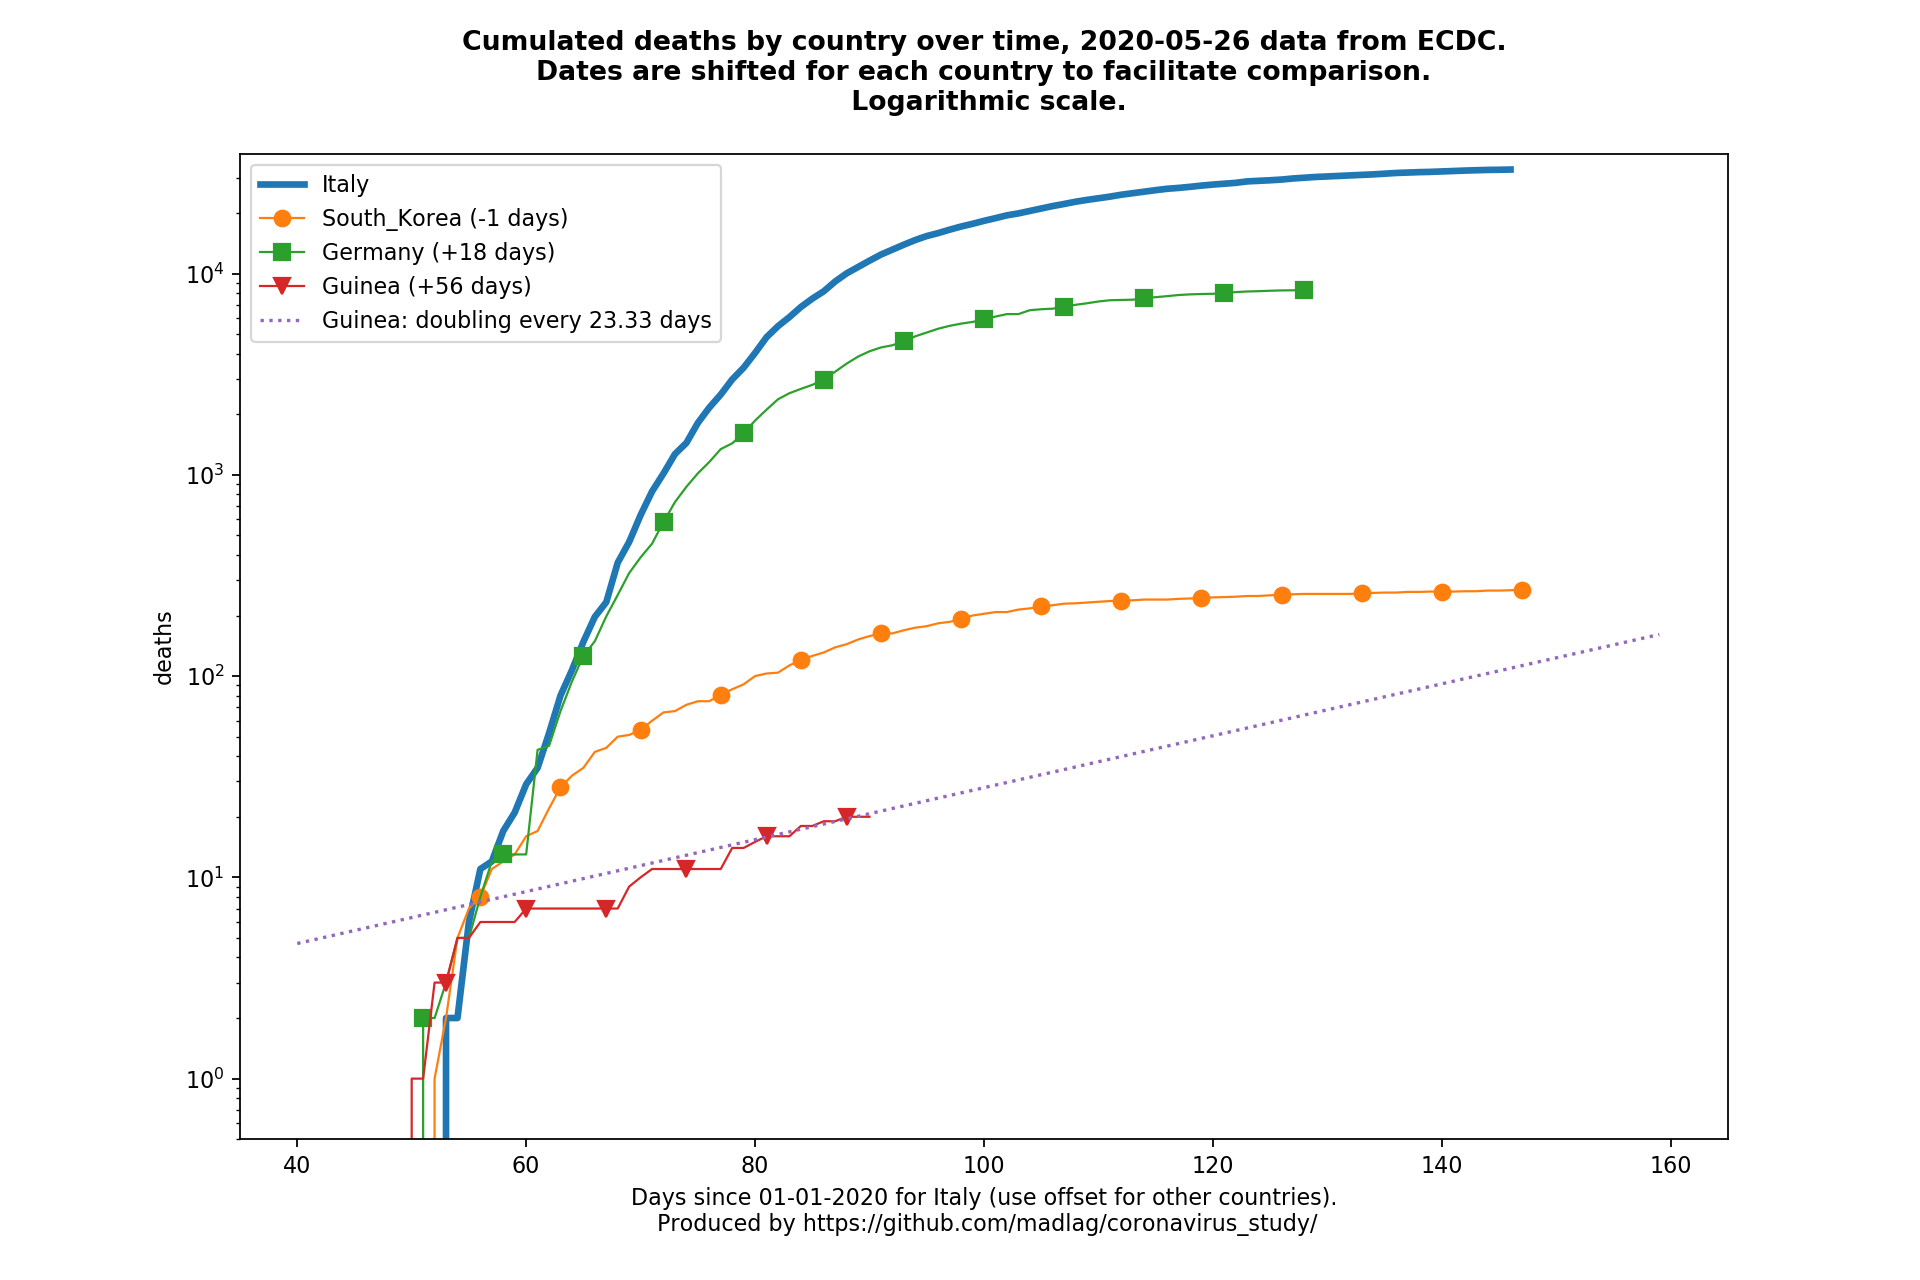 Cumulated deaths by country over time, 2020-05-26 data from ECDC.
Dates are shifted for each country to facilitate comparison.
Logarithmic scale.
Italy
South_Korea (-1 days)
Germany (+18 days)
Guinea (+56 days)
Guinea: doubling every 23.33 days
deaths
10⁴
10³
10²
10¹
10⁰
40 60 80 100 120 140 160
Days since 01-01-2020 for Italy (use offset for other countries).
Produced by https://github.com/madlag/coronavirus_study/